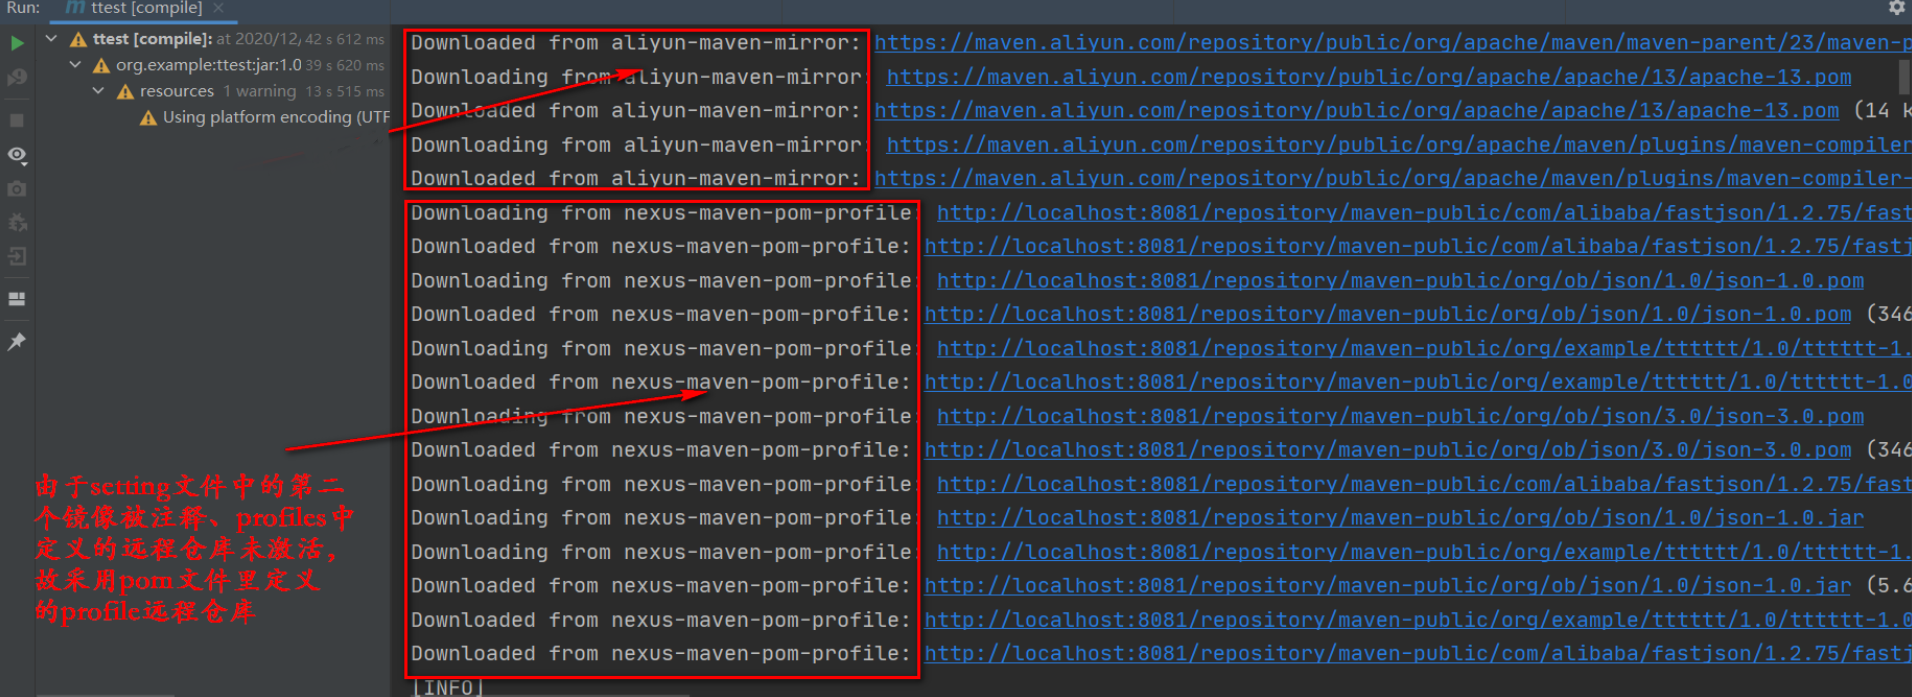 Run:
ttest [compile]
ttest [compile]: at 2020/12/ 42 s 612 ms
org.example:ttest:jar:1.0 39 s 620 ms
resources 1 warning 13 s 515 ms
Using platform encoding (UTF
由于setting文件中的第二
个镜像被注释、profiles中
定义的远程仓库未激活，
故采用pom文件里定义
的profile远程仓库
Downloaded from aliyun-maven-mirror: https://maven.aliyun.com/repository/public/org/apache/maven/maven-parent/23/maven-p
Downloading from aliyun-maven-mirror: https://maven.aliyun.com/repository/public/org/apache/apache/13/apache-13.pom
Downloaded from aliyun-maven-mirror: https://maven.aliyun.com/repository/public/org/apache/apache/13/apache-13.pom (14 k
Downloading from aliyun-maven-mirror: https://maven.aliyun.com/repository/public/org/apache/maven/plugins/maven-compiler
Downloaded from aliyun-maven-mirror: https://maven.aliyun.com/repository/public/org/apache/maven/plugins/maven-compiler-
Downloading from nexus-maven-pom-profile: http://localhost:8081/repository/maven-public/com/alibaba/fastjson/1.2.75/fast
Downloaded from nexus-maven-pom-profile: http://localhost:8081/repository/maven-public/com/alibaba/fastjson/1.2.75/fastj
Downloading from nexus-maven-pom-profile: http://localhost:8081/repository/maven-public/org/ob/json/1.0/json-1.0.pom
Downloaded from nexus-maven-pom-profile: http://localhost:8081/repository/maven-public/org/ob/json/1.0/json-1.0.pom (346
Downloading from nexus-maven-pom-profile: http://localhost:8081/repository/maven-public/org/example/tttttt/1.0/tttttt-1.
Downloaded from nexus-maven-pom-profile: http://localhost:8081/repository/maven-public/org/example/tttttt/1.0/tttttt-1.0
Downloading from nexus-maven-pom-profile: http://localhost:8081/repository/maven-public/org/ob/json/3.0/json-3.0.pom
Downloaded from nexus-maven-pom-profile: http://localhost:8081/repository/maven-public/org/ob/json/3.0/json-3.0.pom (346
Downloading from nexus-maven-pom-profile: http://localhost:8081/repository/maven-public/com/alibaba/fastjson/1.2.75/fast
Downloading from nexus-maven-pom-profile: http://localhost:8081/repository/maven-public/org/ob/json/1.0/json-1.0.jar
Downloading from nexus-maven-pom-profile: http://localhost:8081/repository/maven-public/org/example/tttttt/1.0/tttttt-1.
Downloaded from nexus-maven-pom-profile: http://localhost:8081/repository/maven-public/org/ob/json/1.0/json-1.0.jar (5.6
Downloaded from nexus-maven-pom-profile: http://localhost:8081/repository/maven-public/org/example/tttttt/1.0/tttttt-1.0
Downloaded from nexus-maven-pom-profile: http://localhost:8081/repository/maven-public/com/alibaba/fastjson/1.2.75/fastj
[INFO]